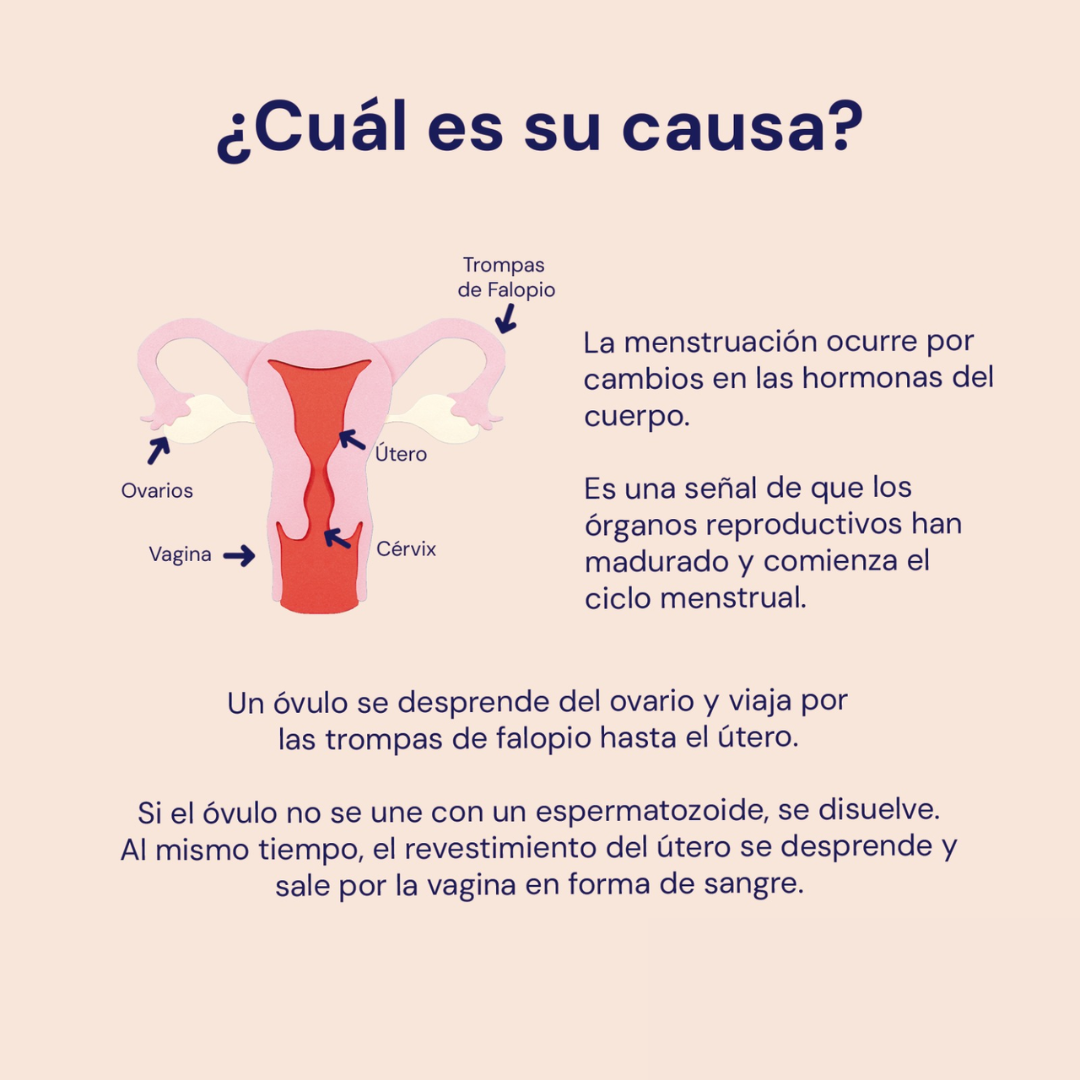 ¿Cuál es su causa?
Trompas
de Falopio
Útero
Ovarios
Vagina
Cérvix
La menstruación ocurre por
cambios en las hormonas del
cuerpo.
Es una señal de que los
órganos reproductivos han
madurado y comienza el
ciclo menstrual.
Un óvulo se desprende del ovario y viaja por
las trompas de falopio hasta el útero.
Si el óvulo no se une con un espermatozoide, se disuelve.
Al mismo tiempo, el revestimiento del útero se desprende y
sale por la vagina en forma de sangre.